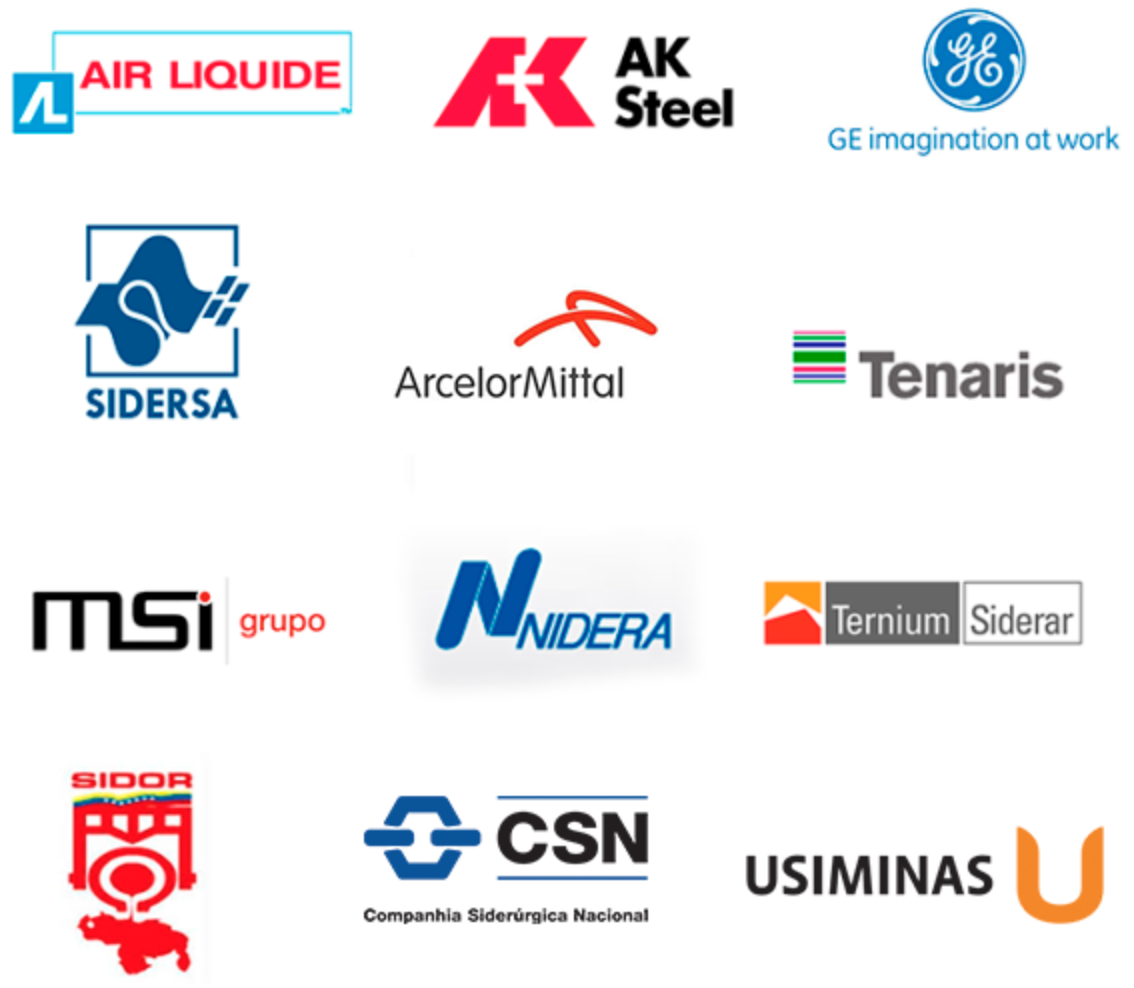 AIR LIQUIDE
AK
Steel
GE
GE imagination at work
SIDERSA
ArcelorMittal
Tenaris
msi grupo
NIDERA
Ternium Siderar
SIDOR
CSN
Companhia Siderúrgica Nacional
USIMINAS